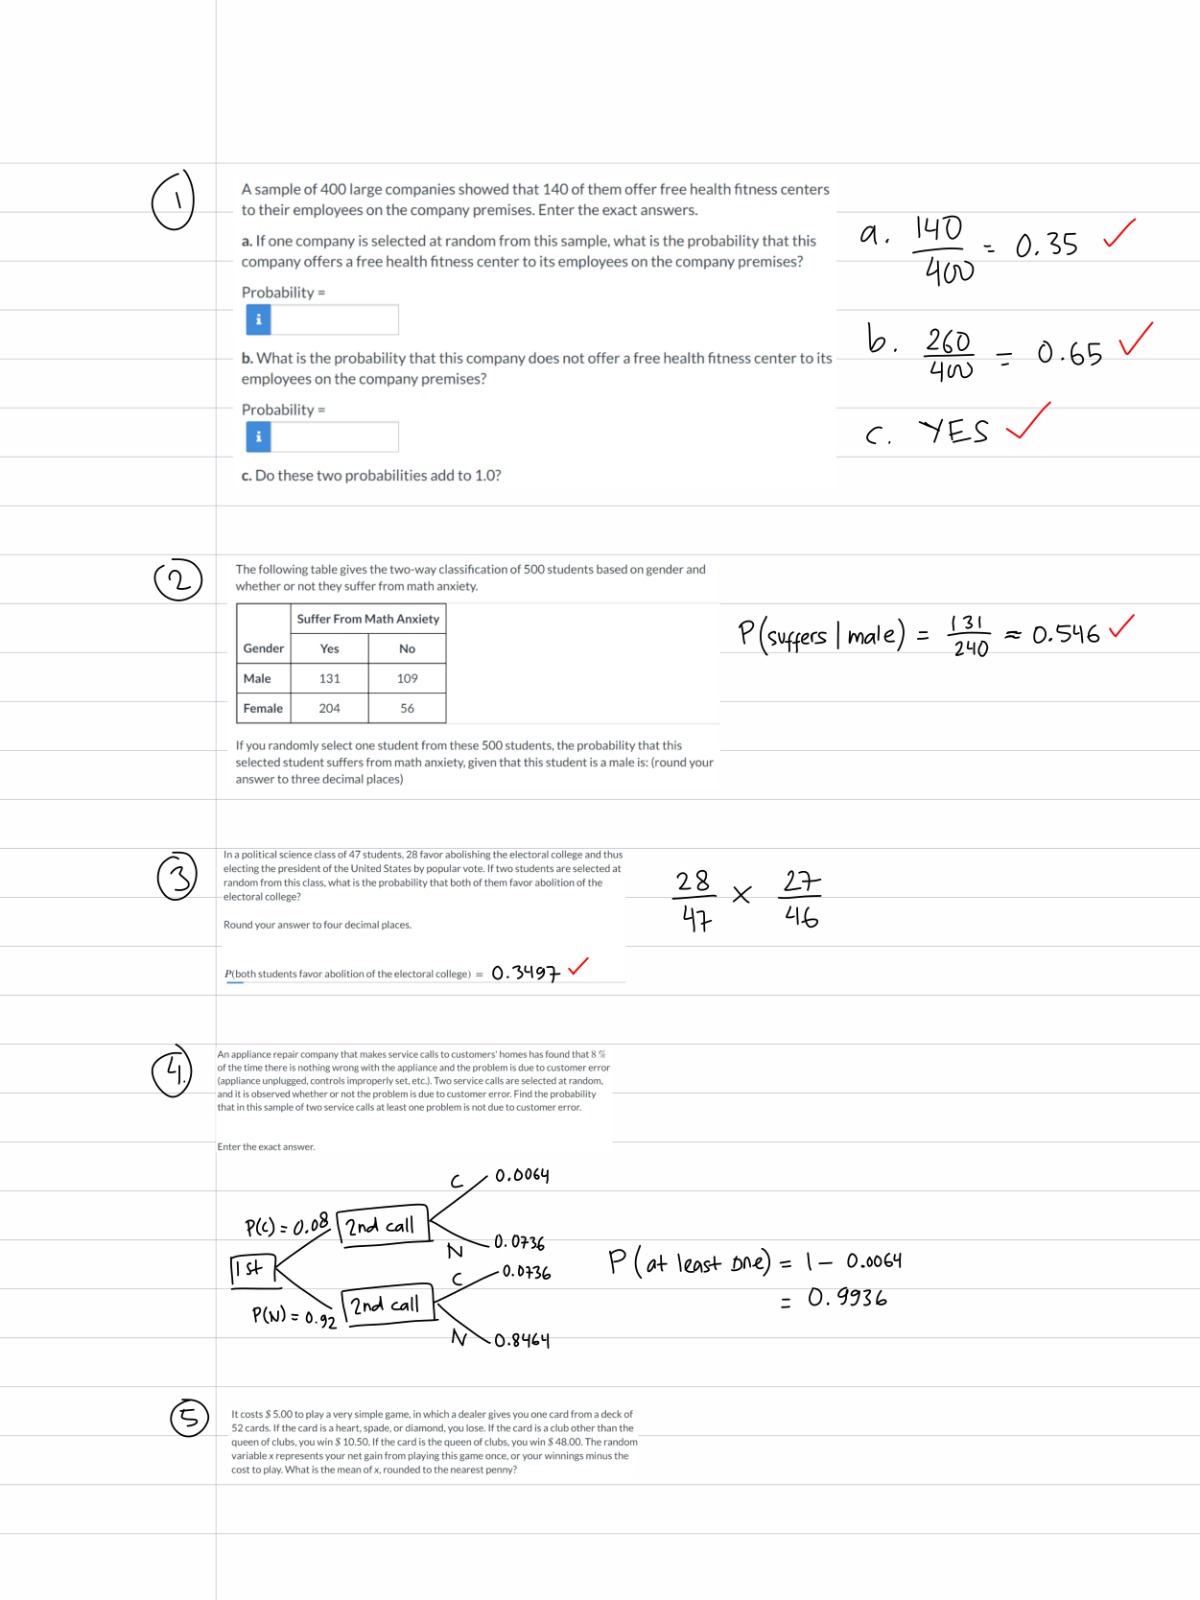 1
A sample of 400 large companies showed that 140 of them offer free health fitness centers
to their employees on the company premises. Enter the exact answers.
a. If one company is selected at random from this sample, what is the probability that this
company offers a free health fitness center to its employees on the company premises?
Probability =
i
b. What is the probability that this company does not offer a free health fitness center to its
employees on the company premises?
Probability =
i
c. Do these two probabilities add to 1.0?
a. 140/400 = 0.35 ✓
b. 260/400 = 0.65 ✓
c. YES ✓
2
The following table gives the two-way classification of 500 students based on gender and
whether or not they suffer from math anxiety.
Suffer From Math Anxiety
Gender Yes No
Male 131 109
Female 204 56
If you randomly select one student from these 500 students, the probability that this
selected student suffers from math anxiety, given that this student is a male is: (round your
answer to three decimal places)
P(suffers | male) = 131/240 ≈ 0.546 ✓
3
In a political science class of 47 students, 28 favor abolishing the electoral college and thus
electing the president of the United States by popular vote. If two students are selected at
random from this class, what is the probability that both of them favor abolition of the
electoral college?
Round your answer to four decimal places.
P(both students favor abolition of the electoral college) = 0.3497 ✓
28/47 × 27/46
4.
An appliance repair company that makes service calls to customers' homes has found that 8 %
of the time there is nothing wrong with the appliance and the problem is due to customer error
(appliance unplugged, controls improperly set, etc.). Two service calls are selected at random,
and it is observed whether or not the problem is due to customer error. Find the probability
that in this sample of two service calls at least one problem is not due to customer error.
Enter the exact answer.
C 0.0064
P(C) = 0.08 2nd call
N 0.0736
1st
C 0.0736
P(N) = 0.92 2nd call
N 0.8464
P(at least one) = 1 - 0.0064
= 0.9936
5
It costs $ 5.00 to play a very simple game, in which a dealer gives you one card from a deck of
52 cards. If the card is a heart, spade, or diamond, you lose. If the card is a club other than the
queen of clubs, you win $ 10.50. If the card is the queen of clubs, you win $ 48.00. The random
variable x represents your net gain from playing this game once, or your winnings minus the
cost to play. What is the mean of x, rounded to the nearest penny?